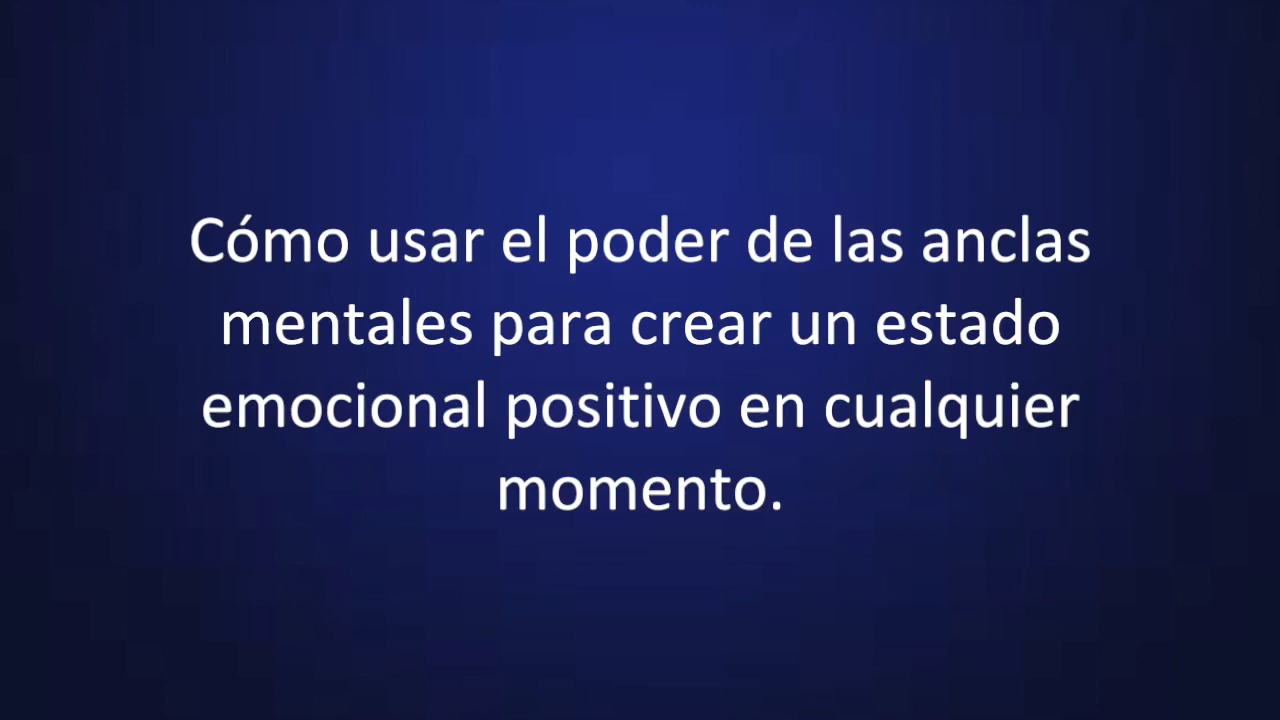 Cómo usar el poder de las anclas
mentales para crear un estado
emocional positivo en cualquier
momento.